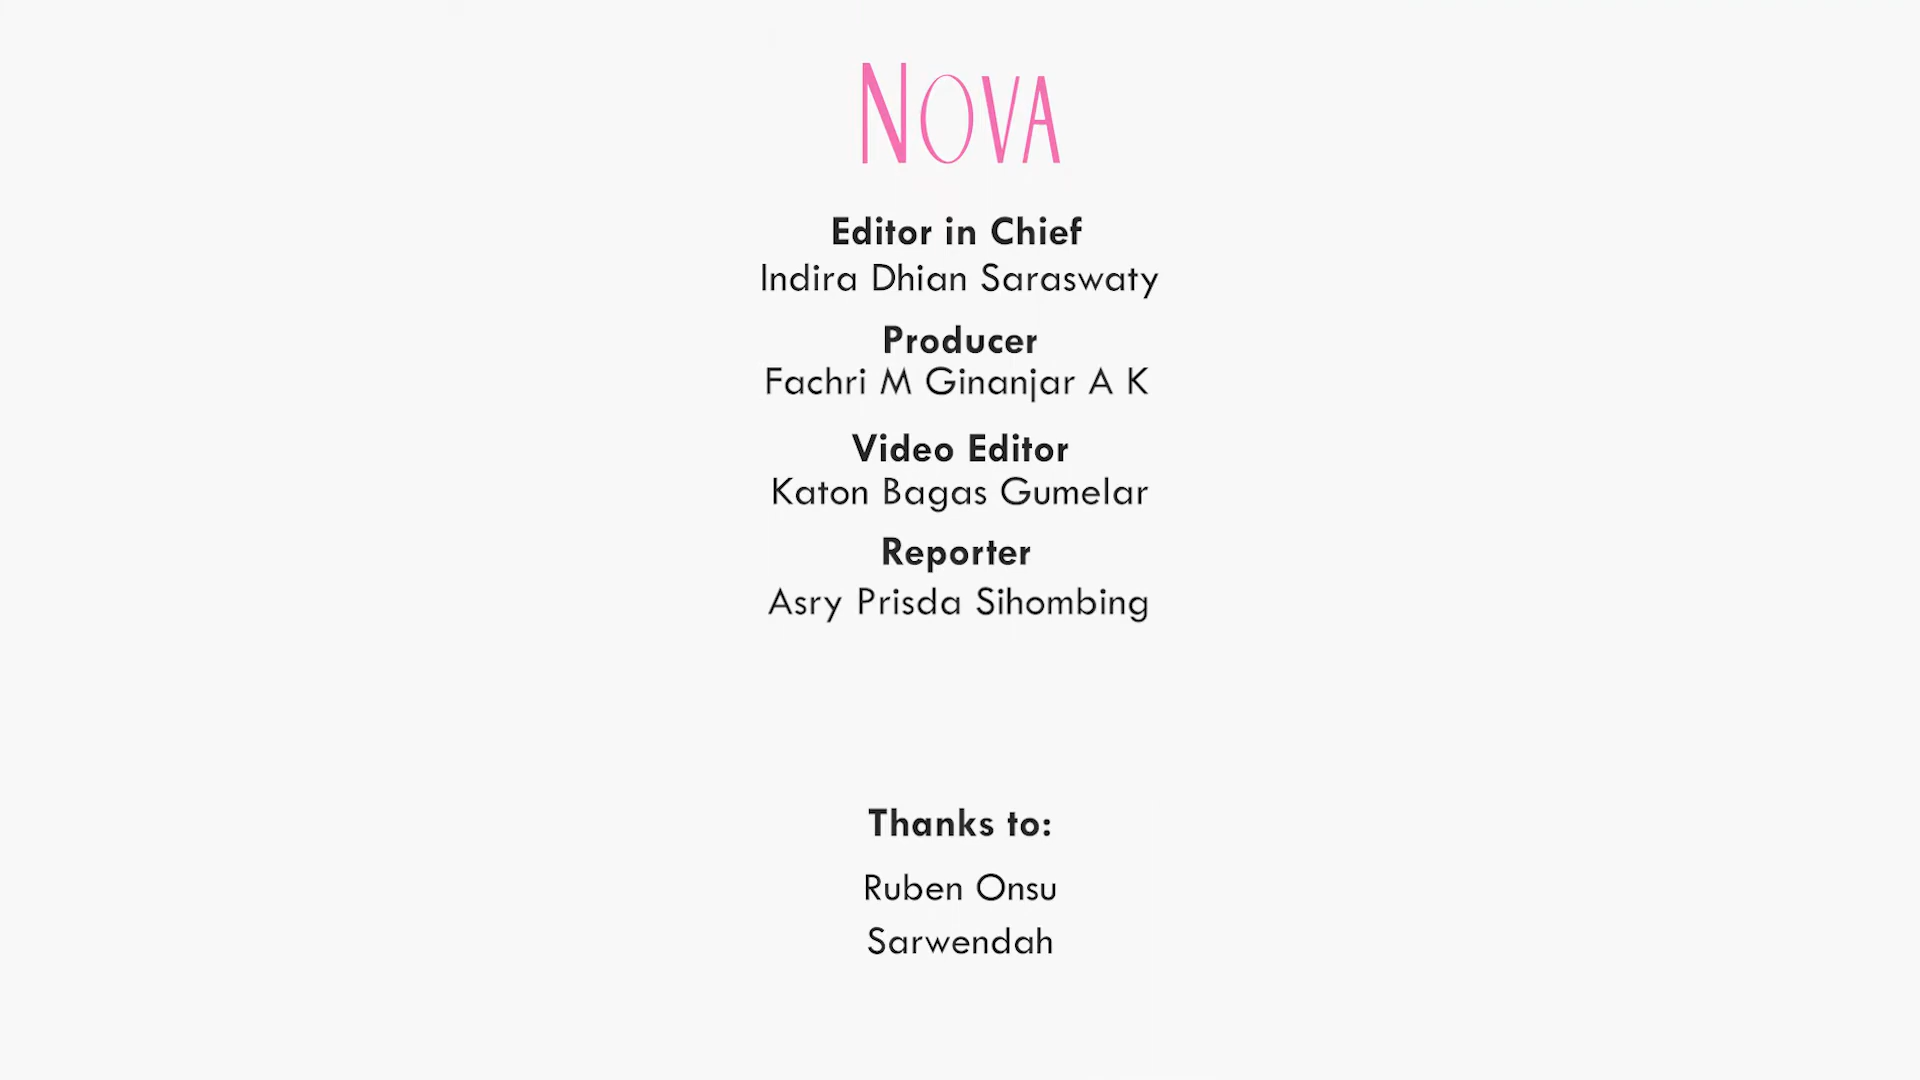 NOVA
Editor in Chief
Indira Dhian Saraswaty
Producer
Fachri M Ginanjar A K
Video Editor
Katon Bagas Gumelar
Reporter
Asry Prisda Sihombing
Thanks to:
Ruben Onsu
Sarwendah